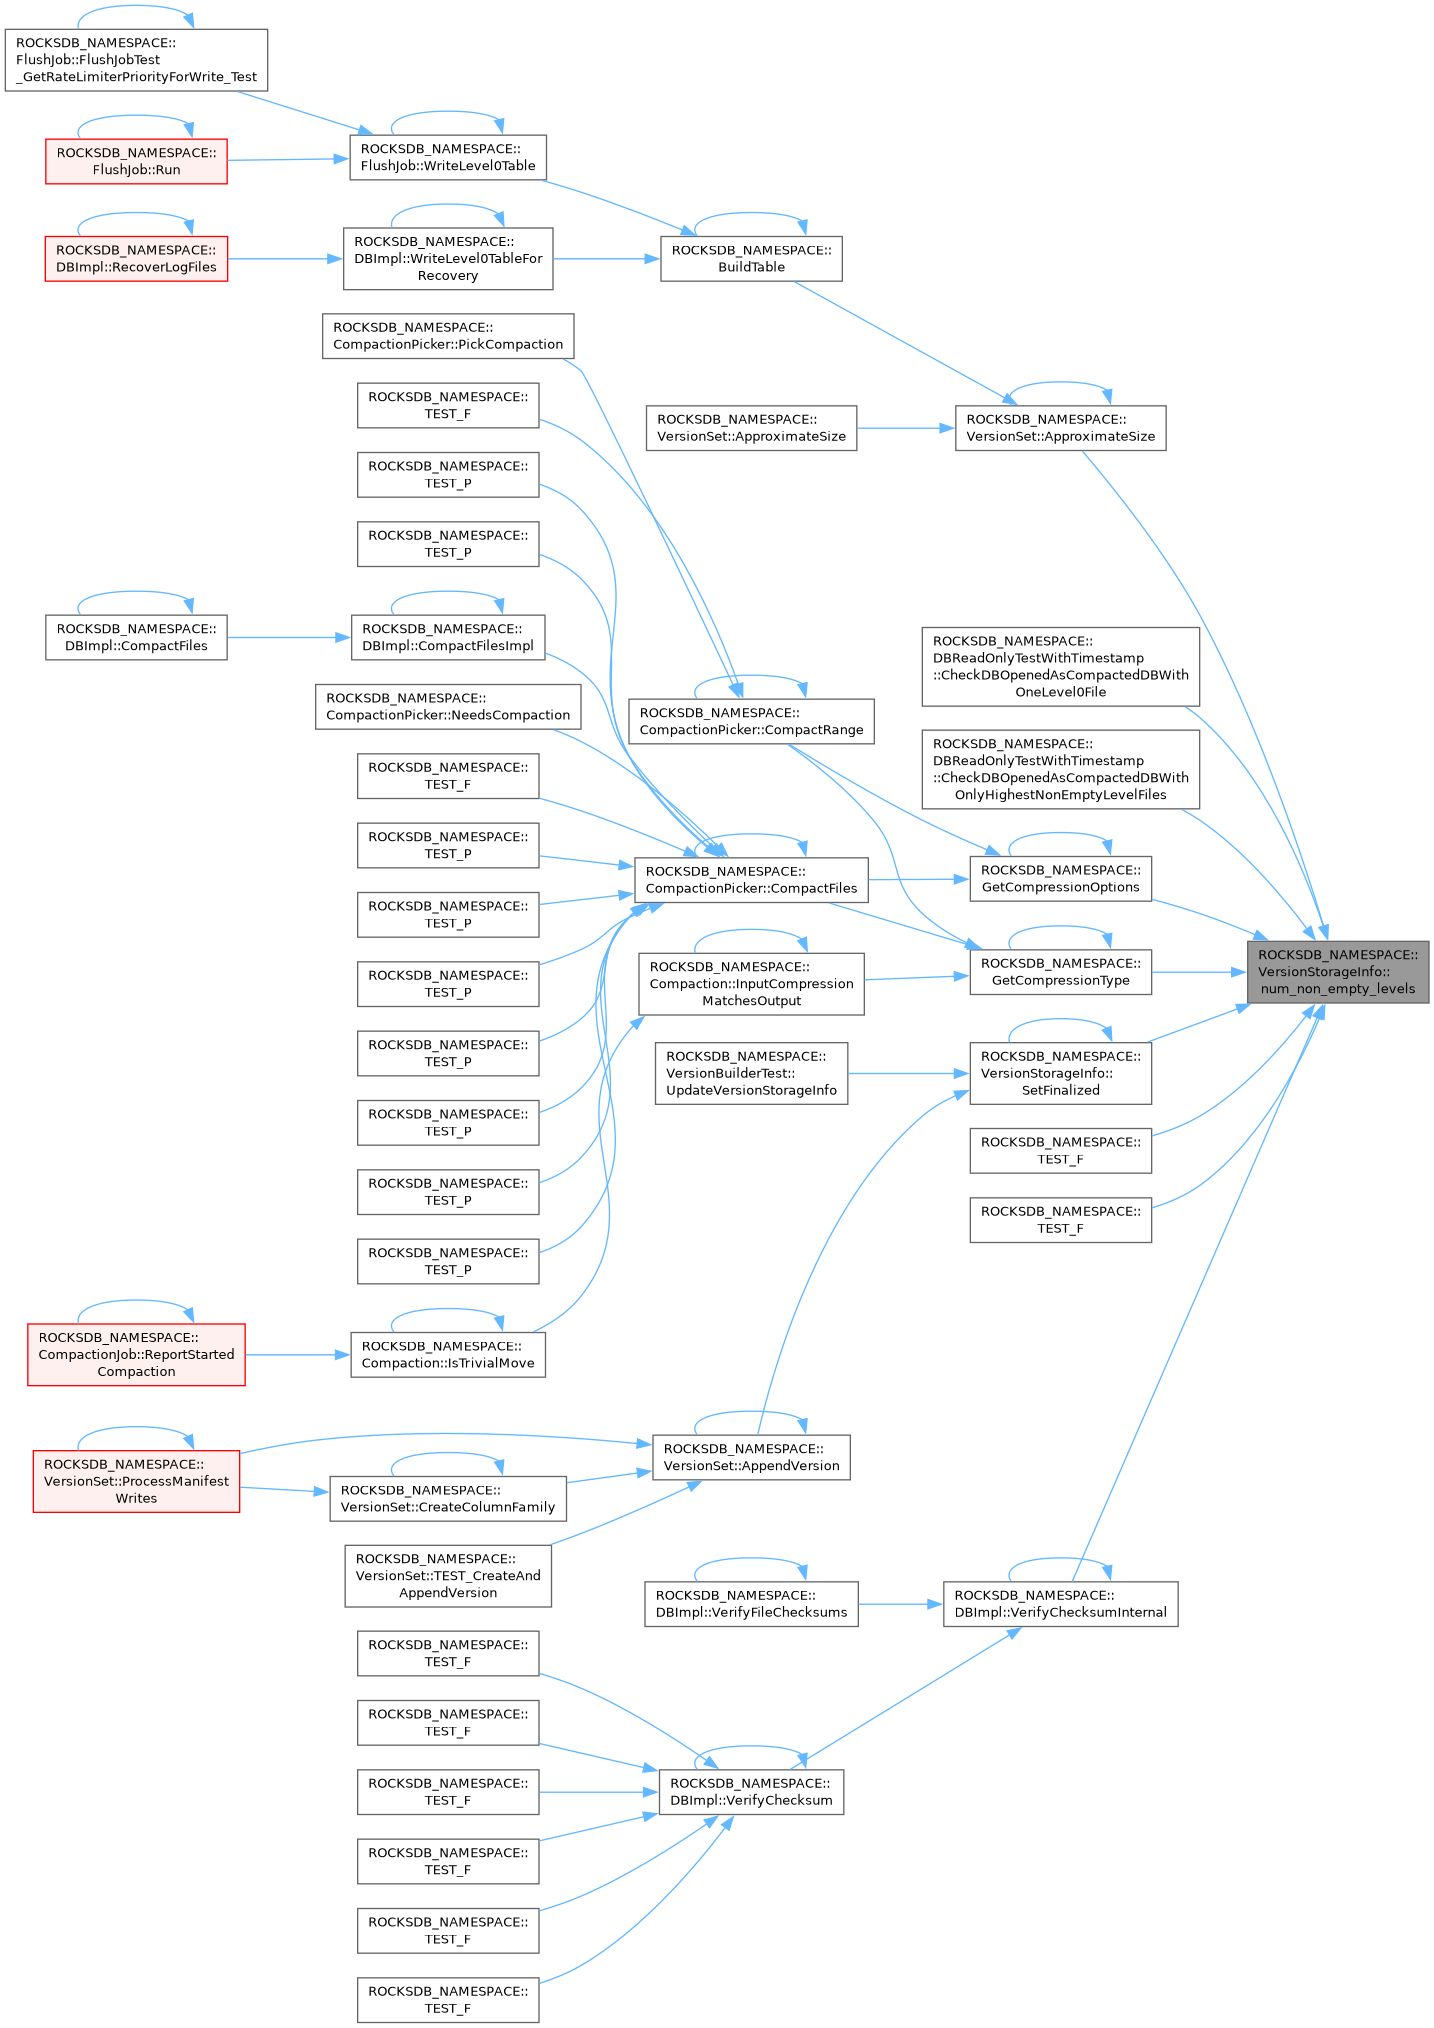 ROCKSDB_NAMESPACE::
FlushJob::FlushJobTest
_GetRateLimiterPriorityForWrite_Test
ROCKSDB_NAMESPACE::
FlushJob::Run
ROCKSDB_NAMESPACE::
FlushJob::WriteLevel0Table
ROCKSDB_NAMESPACE::
DBImpl::RecoverLogFiles
ROCKSDB_NAMESPACE::
DBImpl::WriteLevel0TableFor
Recovery
ROCKSDB_NAMESPACE::
BuildTable
ROCKSDB_NAMESPACE::
CompactionPicker::PickCompaction
ROCKSDB_NAMESPACE::
TEST_F
ROCKSDB_NAMESPACE::
VersionSet::ApproximateSize
ROCKSDB_NAMESPACE::
VersionSet::ApproximateSize
ROCKSDB_NAMESPACE::
TEST_P
ROCKSDB_NAMESPACE::
TEST_P
ROCKSDB_NAMESPACE::
DBImpl::CompactFiles
ROCKSDB_NAMESPACE::
DBImpl::CompactFilesImpl
ROCKSDB_NAMESPACE::
DBReadOnlyTestWithTimestamp
::CheckDBOpenedAsCompactedDBWith
OneLevel0File
ROCKSDB_NAMESPACE::
CompactionPicker::NeedsCompaction
ROCKSDB_NAMESPACE::
CompactionPicker::CompactRange
ROCKSDB_NAMESPACE::
DBReadOnlyTestWithTimestamp
::CheckDBOpenedAsCompactedDBWith
OnlyHighestNonEmptyLevelFiles
ROCKSDB_NAMESPACE::
TEST_F
ROCKSDB_NAMESPACE::
TEST_P
ROCKSDB_NAMESPACE::
CompactionPicker::CompactFiles
ROCKSDB_NAMESPACE::
GetCompressionOptions
ROCKSDB_NAMESPACE::
TEST_P
ROCKSDB_NAMESPACE::
TEST_P
ROCKSDB_NAMESPACE::
Compaction::InputCompression
MatchesOutput
ROCKSDB_NAMESPACE::
GetCompressionType
ROCKSDB_NAMESPACE::
VersionStorageInfo::
num_non_empty_levels
ROCKSDB_NAMESPACE::
TEST_P
ROCKSDB_NAMESPACE::
VersionBuilderTest::
UpdateVersionStorageInfo
ROCKSDB_NAMESPACE::
VersionStorageInfo::
SetFinalized
ROCKSDB_NAMESPACE::
TEST_P
ROCKSDB_NAMESPACE::
TEST_F
ROCKSDB_NAMESPACE::
TEST_P
ROCKSDB_NAMESPACE::
TEST_F
ROCKSDB_NAMESPACE::
TEST_P
ROCKSDB_NAMESPACE::
CompactionJob::ReportStarted
Compaction
ROCKSDB_NAMESPACE::
Compaction::IsTrivialMove
ROCKSDB_NAMESPACE::
VersionSet::ProcessManifest
Writes
ROCKSDB_NAMESPACE::
VersionSet::CreateColumnFamily
ROCKSDB_NAMESPACE::
VersionSet::AppendVersion
ROCKSDB_NAMESPACE::
VersionSet::TEST_CreateAnd
AppendVersion
ROCKSDB_NAMESPACE::
DBImpl::VerifyFileChecksums
ROCKSDB_NAMESPACE::
DBImpl::VerifyChecksumInternal
ROCKSDB_NAMESPACE::
TEST_F
ROCKSDB_NAMESPACE::
TEST_F
ROCKSDB_NAMESPACE::
TEST_F
ROCKSDB_NAMESPACE::
DBImpl::VerifyChecksum
ROCKSDB_NAMESPACE::
TEST_F
ROCKSDB_NAMESPACE::
TEST_F
ROCKSDB_NAMESPACE::
TEST_F